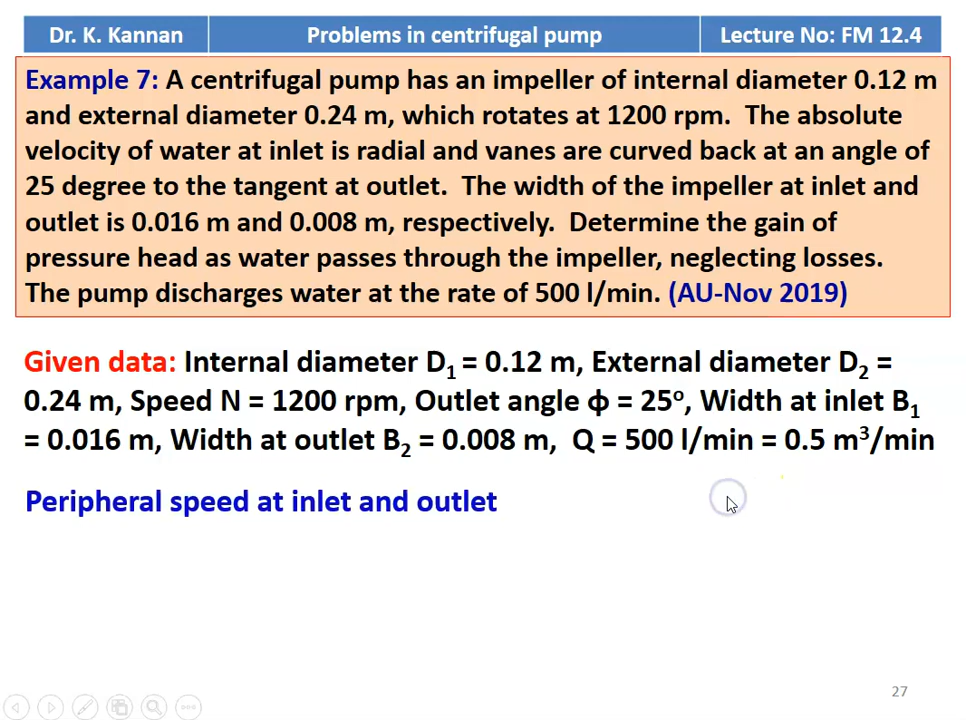 Dr. K. Kannan
Problems in centrifugal pump
Lecture No: FM 12.4
Example 7: A centrifugal pump has an impeller of internal diameter 0.12 m
and external diameter 0.24 m, which rotates at 1200 rpm. The absolute
velocity of water at inlet is radial and vanes are curved back at an angle of
25 degree to the tangent at outlet. The width of the impeller at inlet and
outlet is 0.016 m and 0.008 m, respectively. Determine the gain of
pressure head as water passes through the impeller, neglecting losses.
The pump discharges water at the rate of 500 l/min. (AU-Nov 2019)
Given data: Internal diameter D₁ = 0.12 m, External diameter D₂ =
0.24 m, Speed N = 1200 rpm, Outlet angle ϕ = 25°, Width at inlet B₁
= 0.016 m, Width at outlet B₂ = 0.008 m, Q = 500 l/min = 0.5 m³/min
Peripheral speed at inlet and outlet
27